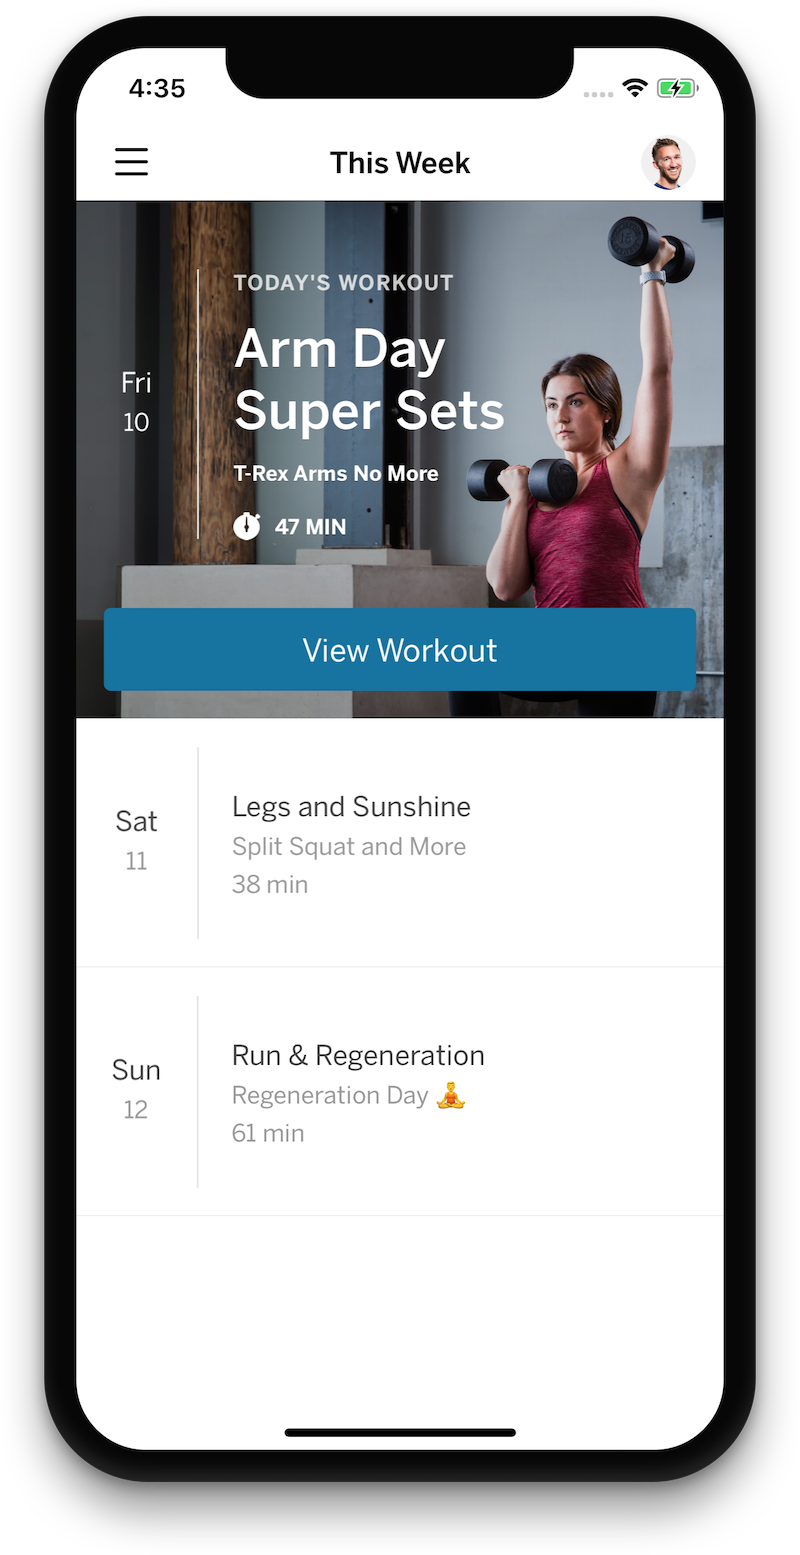 4:35
This Week
TODAY'S WORKOUT
Arm Day
Super Sets
Fri
10
T-Rex Arms No More
47 MIN
View Workout
Sat
11
Legs and Sunshine
Split Squat and More
38 min
Sun
12
Run & Regeneration
Regeneration Day 🧘
61 min